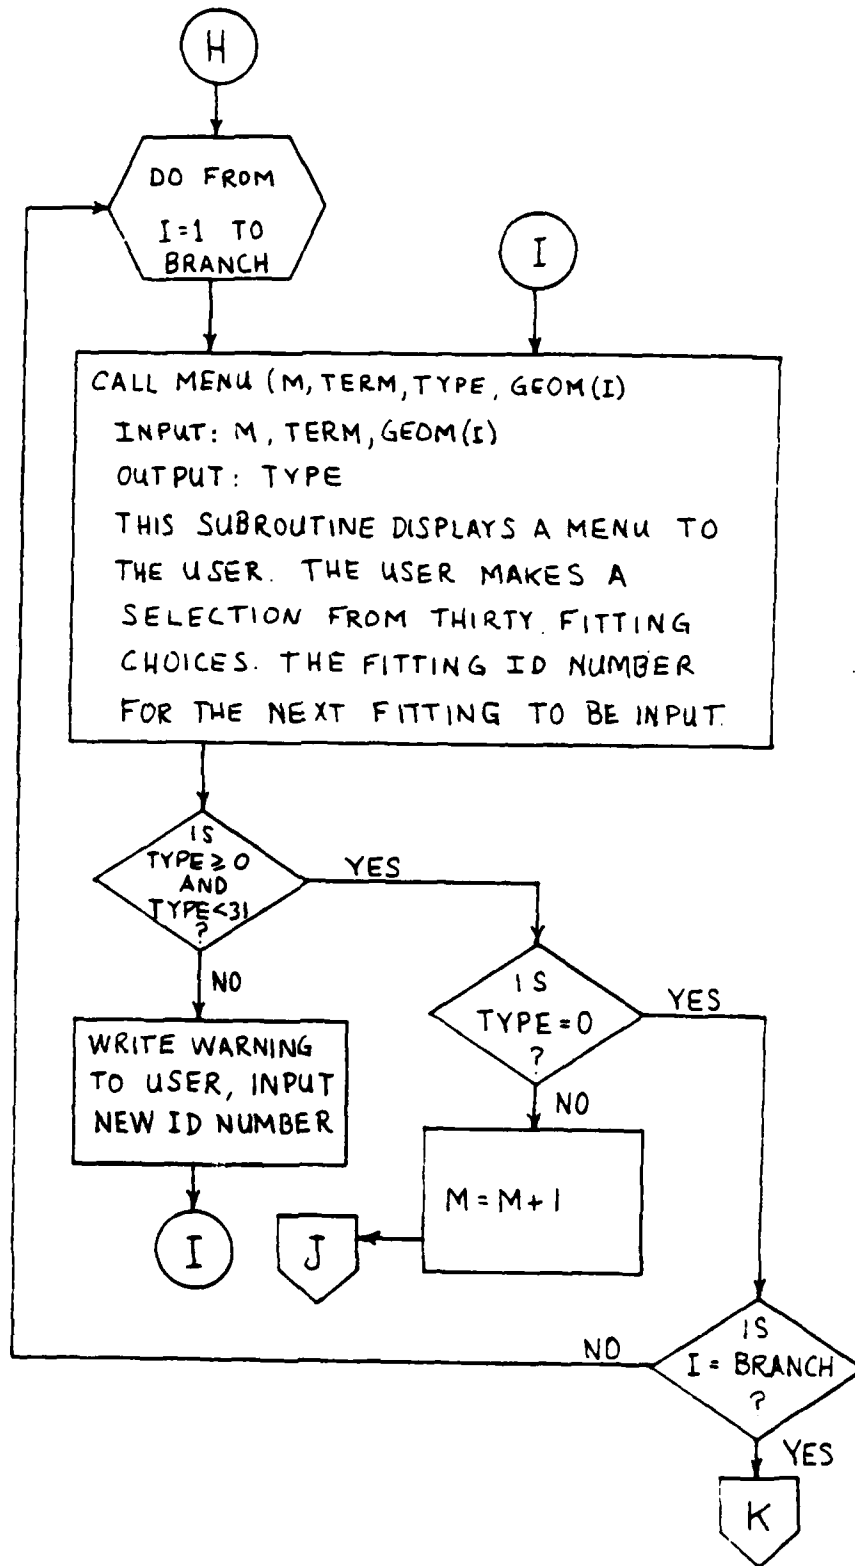 H
DO FROM
I=1 TO
BRANCH
I
CALL MENU (M, TERM, TYPE, GEOM(I)
INPUT: M, TERM, GEOM(I)
OUTPUT: TYPE
THIS SUBROUTINE DISPLAYS A MENU TO
THE USER. THE USER MAKES A
SELECTION FROM THIRTY FITTING
CHOICES. THE FITTING ID NUMBER
FOR THE NEXT FITTING TO BE INPUT.
IS
TYPE ≥ 0
AND
TYPE<31
?
YES
NO
IS
TYPE = 0
?
YES
NO
WRITE WARNING
TO USER, INPUT
NEW ID NUMBER
M = M + 1
I
J
IS
I = BRANCH
?
NO
YES
K